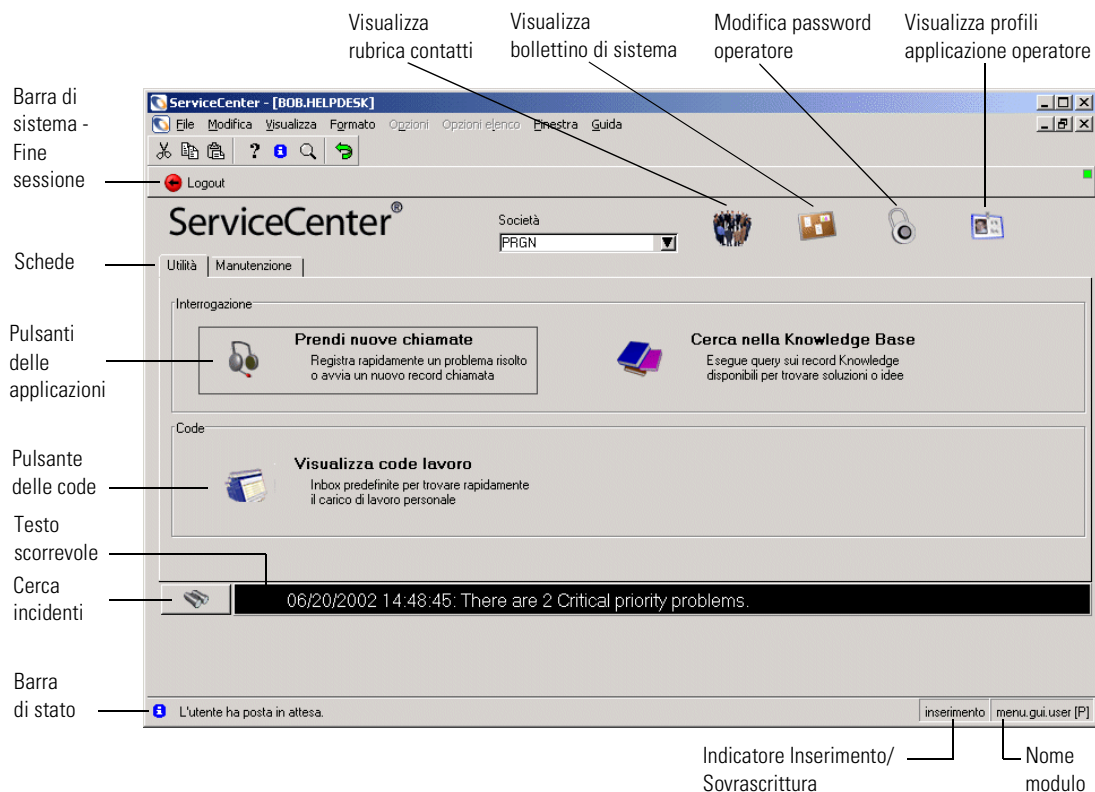 Visualizza
rubrica contatti
Visualizza
bollettino di sistema
Modifica password
operatore
Visualizza profili
applicazione operatore
Barra di
sistema -
Fine
sessione
ServiceCenter - [BOB.HELPDESK]
File Modifica Visualizza Formato Opzioni Opzioni elenco Finestra Guida
Logout
ServiceCenter®
Società
PRGN
Schede
Utilità Manutenzione
Interrogazione
Pulsanti
delle
applicazioni
Prendi nuove chiamate
Registra rapidamente un problema risolto
o avvia un nuovo record chiamata
Cerca nella Knowledge Base
Esegue query sui record Knowledge
disponibili per trovare soluzioni o idee
Code
Pulsante
delle code
Visualizza code lavoro
Inbox predefinite per trovare rapidamente
il carico di lavoro personale
Testo
scorrevole
Cerca
incidenti
06/20/2002 14:48:45: There are 2 Critical priority problems.
Barra
di stato
L'utente ha posta in attesa.
inserimento menu.gui.user [P]
Indicatore Inserimento/
Sovrascrittura
Nome
modulo